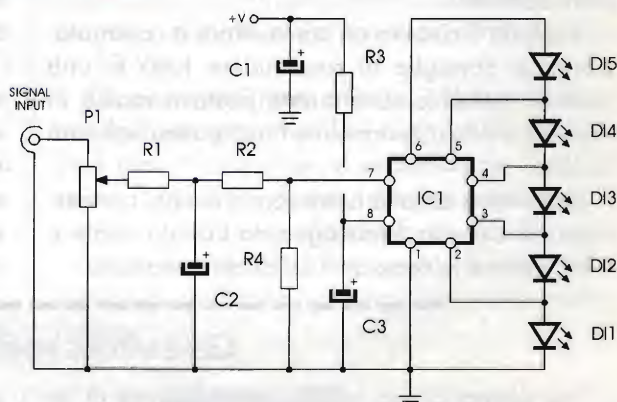 +V
C1
+
R3
SIGNAL
INPUT
P1
R1
R2
6
5
7
8
IC1
4
3
1
2
R4
C2
+
C3
+
DI5
DI4
DI3
DI2
DI1